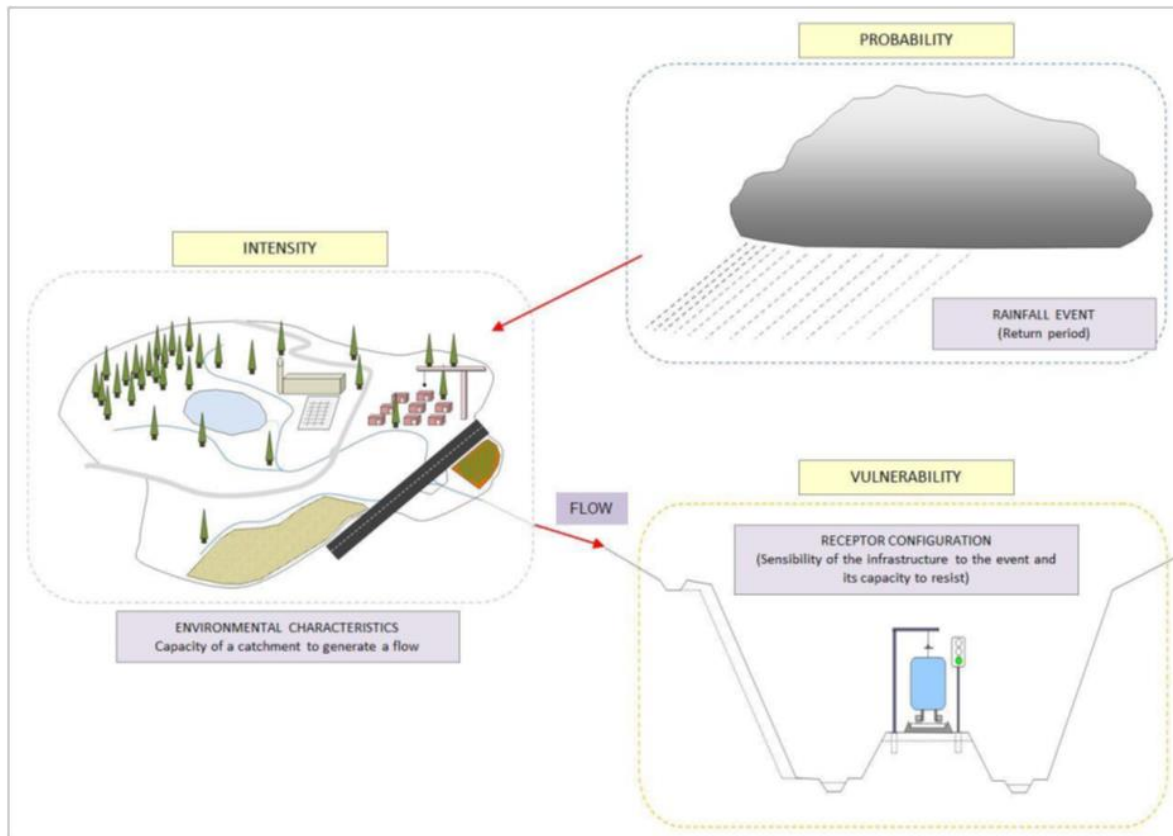 PROBABILITY
RAINFALL EVENT
(Return period)
INTENSITY
ENVIRONMENTAL CHARACTERISTICS
Capacity of a catchment to generate a flow
FLOW
VULNERABILITY
RECEPTOR CONFIGURATION
(Sensibility of the infrastructure to the event and
its capacity to resist)